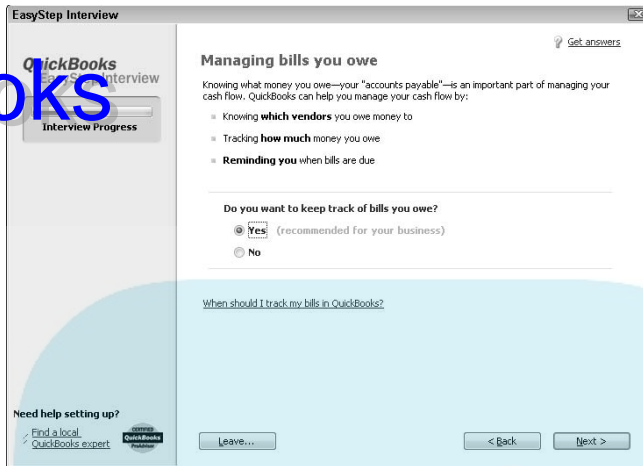 EasyStep Interview
Get answers
QuickBooks
EasyStep Interview
oks
Interview Progress
Managing bills you owe
Knowing what money you owe—your "accounts payable"—is an important part of managing your
cash flow. QuickBooks can help you manage your cash flow by:
Knowing which vendors you owe money to
Tracking how much money you owe
Reminding you when bills are due
Do you want to keep track of bills you owe?
Yes (recommended for your business)
No
When should I track my bills in QuickBooks?
Need help setting up?
Find a local
QuickBooks expert
CERTIFIED
QuickBooks
ProAdvisor
Leave...
< Back
Next >